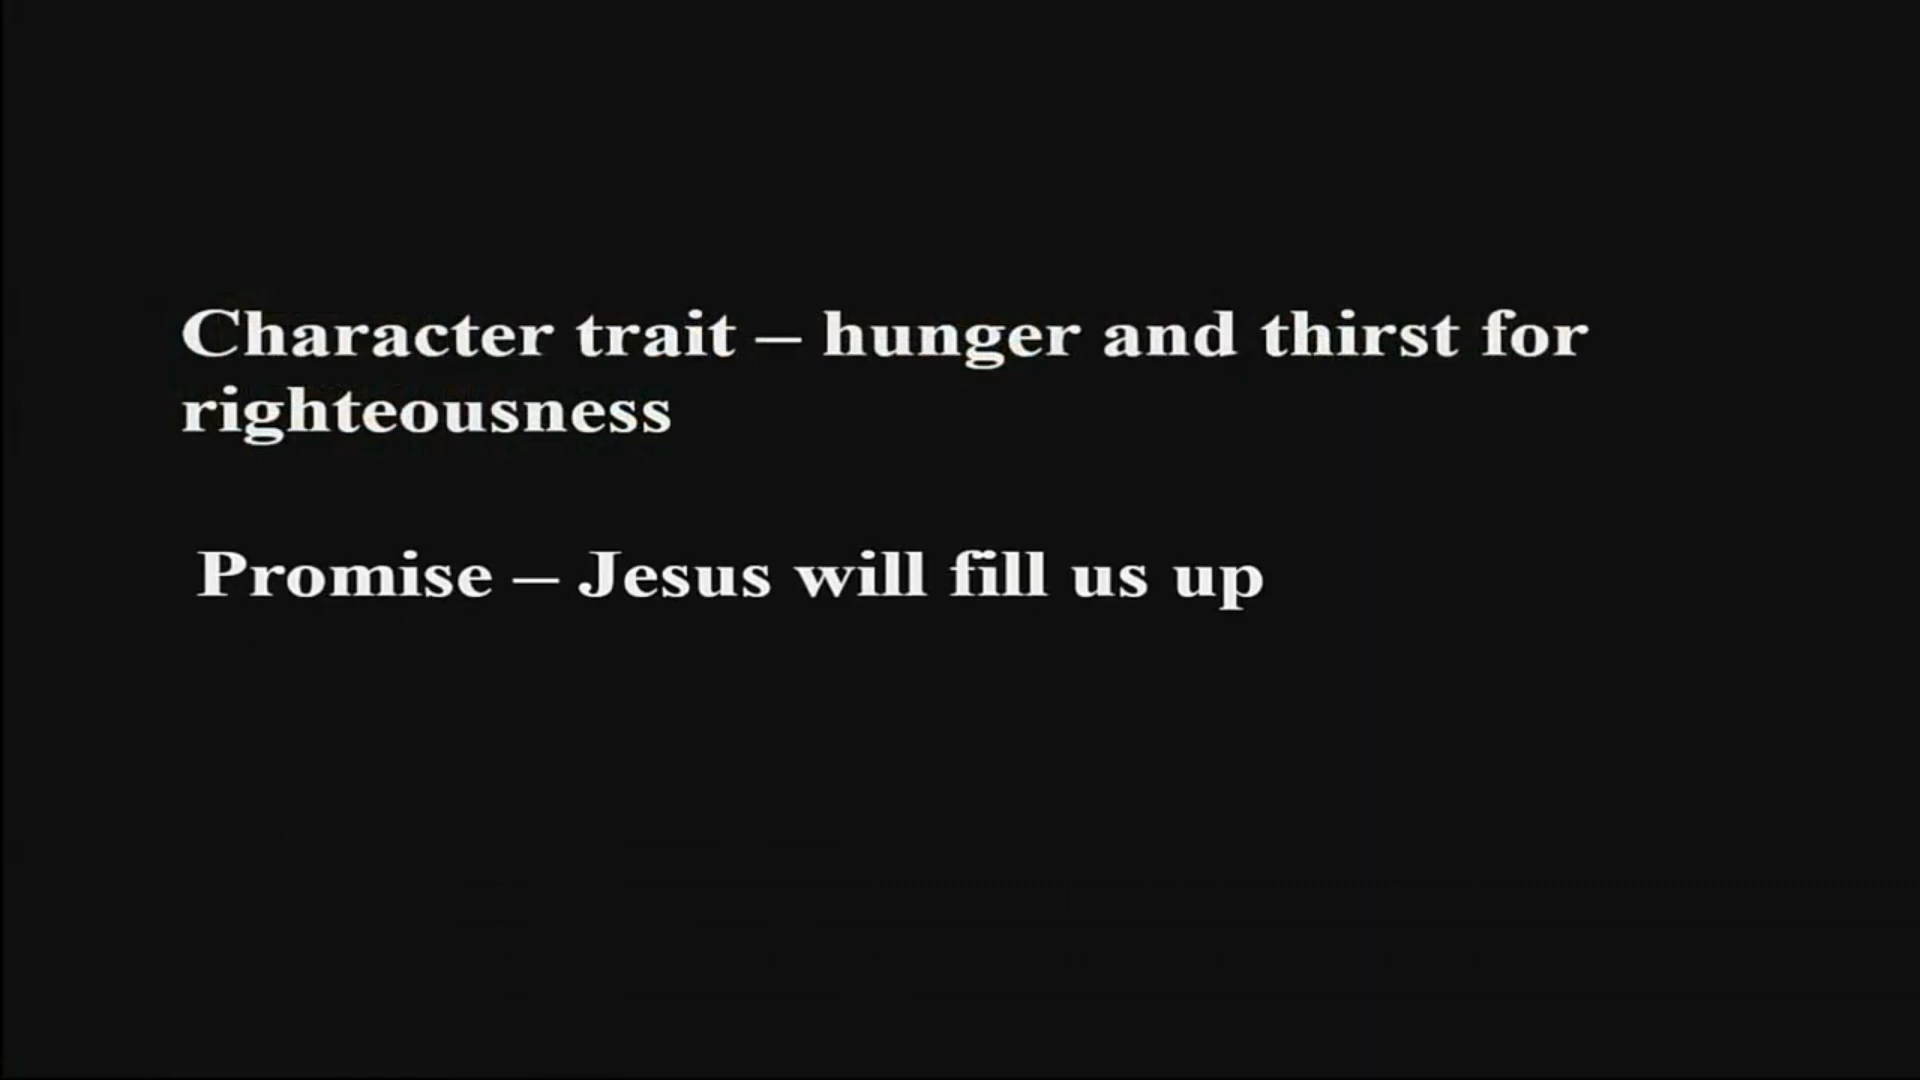 Character trait – hunger and thirst for
righteousness
Promise – Jesus will fill us up